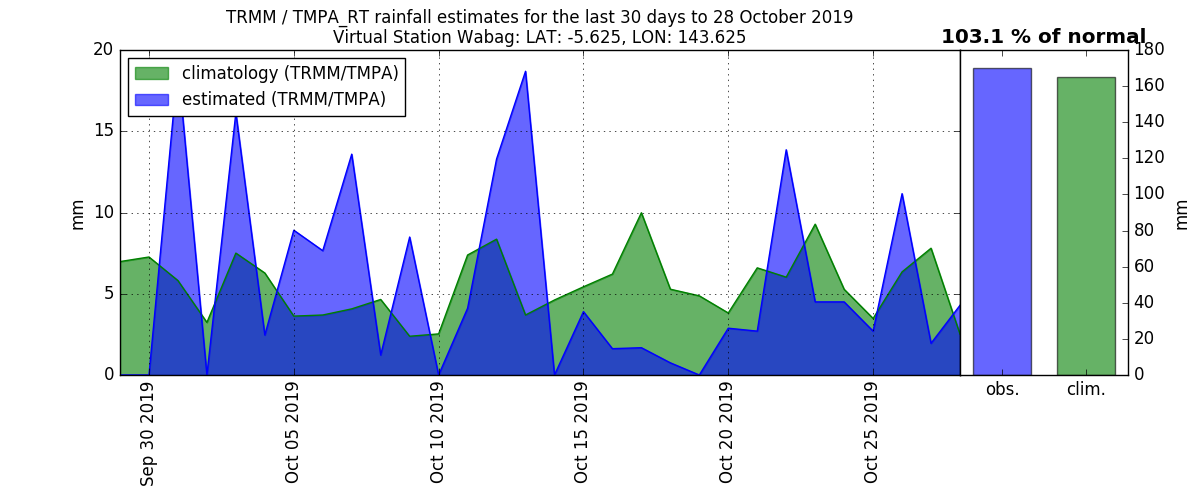 TRMM / TMPA_RT rainfall estimates for the last 30 days to 28 October 2019
Virtual Station Wabag: LAT: -5.625, LON: 143.625
103.1 % of normal
climatology (TRMM/TMPA)
estimated (TRMM/TMPA)
20
15
10
5
0
mm
Sep 30 2019
Oct 05 2019
Oct 10 2019
Oct 15 2019
Oct 20 2019
Oct 25 2019
obs.
clim.
180
160
140
120
100
80
60
40
20
0
mm